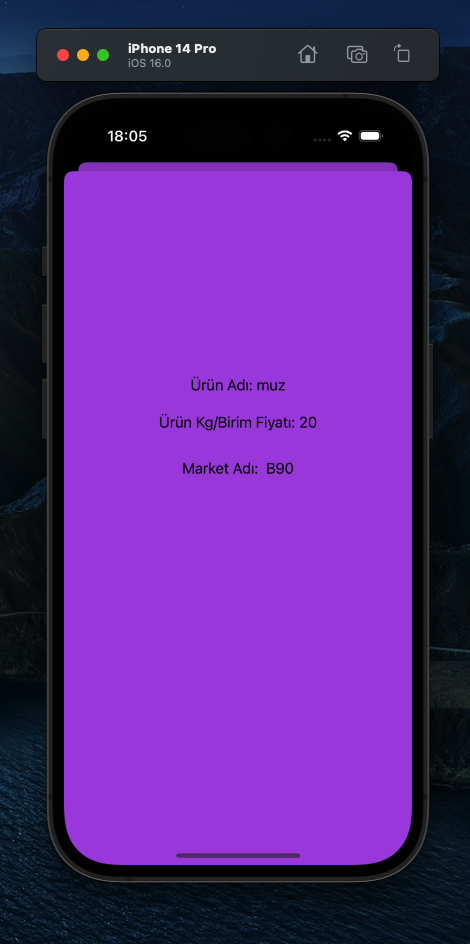 iPhone 14 Pro
iOS 16.0
18:05
Ürün Adı: muz
Ürün Kg/Birim Fiyatı: 20
Market Adı: B90